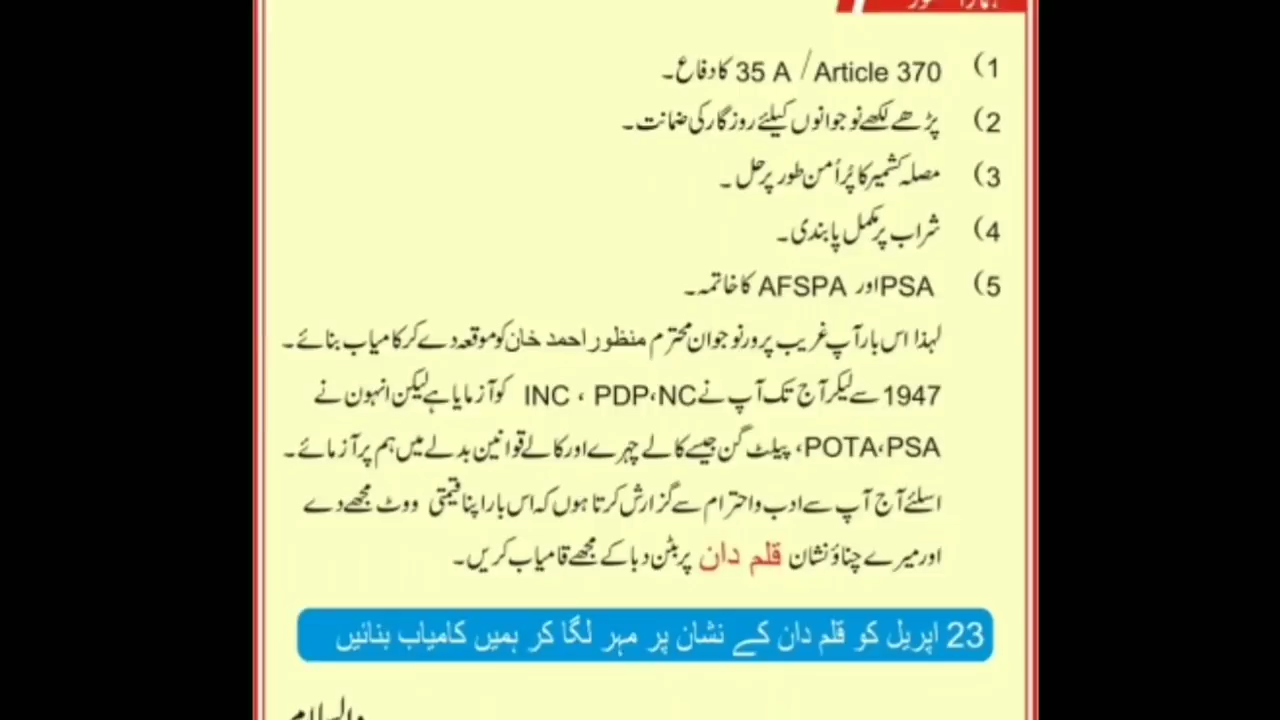 1) 35 A / Article 370 کا دفاع۔
2) پڑھے لکھے نوجوانوں کیلئے روزگار کی ضمانت۔
3) مصلہ کشمیر کا پُر اُمن طور پر حل ۔
4) شراب پر مکمل پابندی۔
5) PSA اور AFSPA کا خاتمہ۔
لہذا اس بار آپ غریب پرور نوجوان محترم منظور احمد خان کو موقعہ دے کر کامیاب بنائے۔
1947 سے لیکر آج تک آپ نے INC ، PDP،NC کو آزمایا ہے لیکن انہون نے
POTA،PSA، پیلٹ گن جیسے کالے چہرے اور کالے قوانین بدلے میں ہم پر آزمائے۔
اسلئے آج آپ سے ادب و احترام سے گزارش کرتا ہوں کہ اس بار اپنا قیمتی ووٹ مجھے دے
اور میرے چناؤ نشان قلم دان پر بٹن دبا کے مجھے قامیاب کریں۔
23 اپریل کو قلم دان کے نشان پر مہر لگا کر ہمیں کامیاب بنائیں